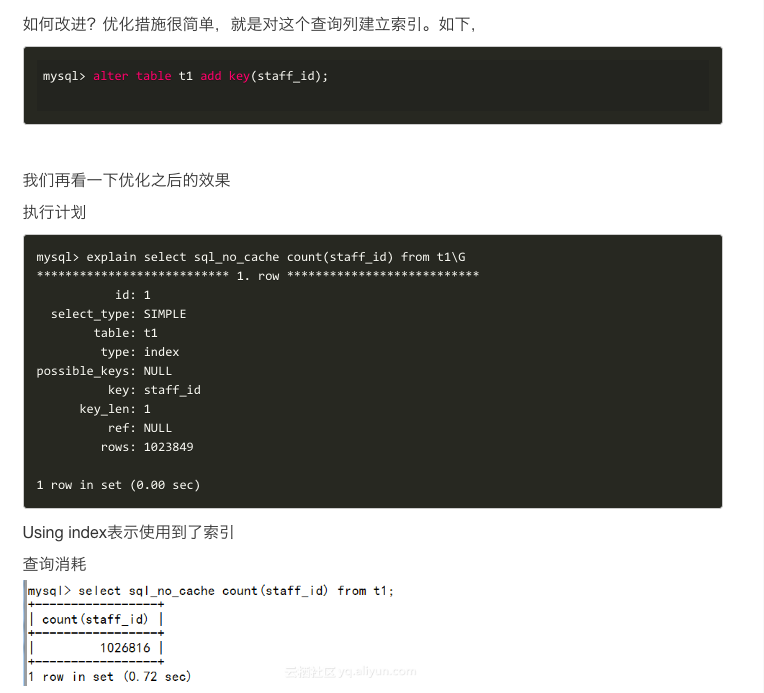 如何改进？优化措施很简单，就是对这个查询列建立索引。如下，
mysql> alter table t1 add key(staff_id);
我们再看一下优化之后的效果
执行计划
mysql> explain select sql_no_cache count(staff_id) from t1\G
*************************** 1. row ***************************
           id: 1
  select_type: SIMPLE
        table: t1
         type: index
possible_keys: NULL
          key: staff_id
      key_len: 1
          ref: NULL
         rows: 1023849
1 row in set (0.00 sec)
Using index表示使用到了索引
查询消耗
mysql> select sql_no_cache count(staff_id) from t1;
+-----------------+
| count(staff_id) |
+-----------------+
|         1026816 |
+-----------------+
1 row in set (0.72 sec)
云栖社区 yq.aliyun.com